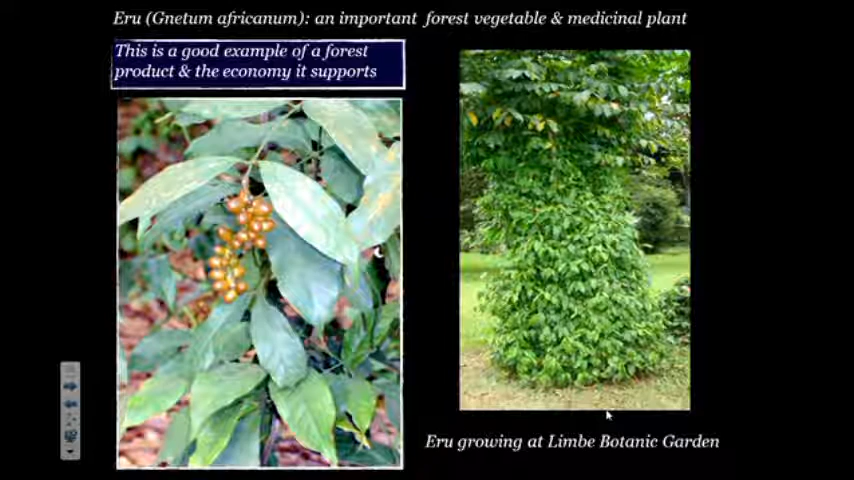 Eru (Gnetum africanum): an important forest vegetable & medicinal plant
This is a good example of a forest
product & the economy it supports
Eru growing at Limbe Botanic Garden